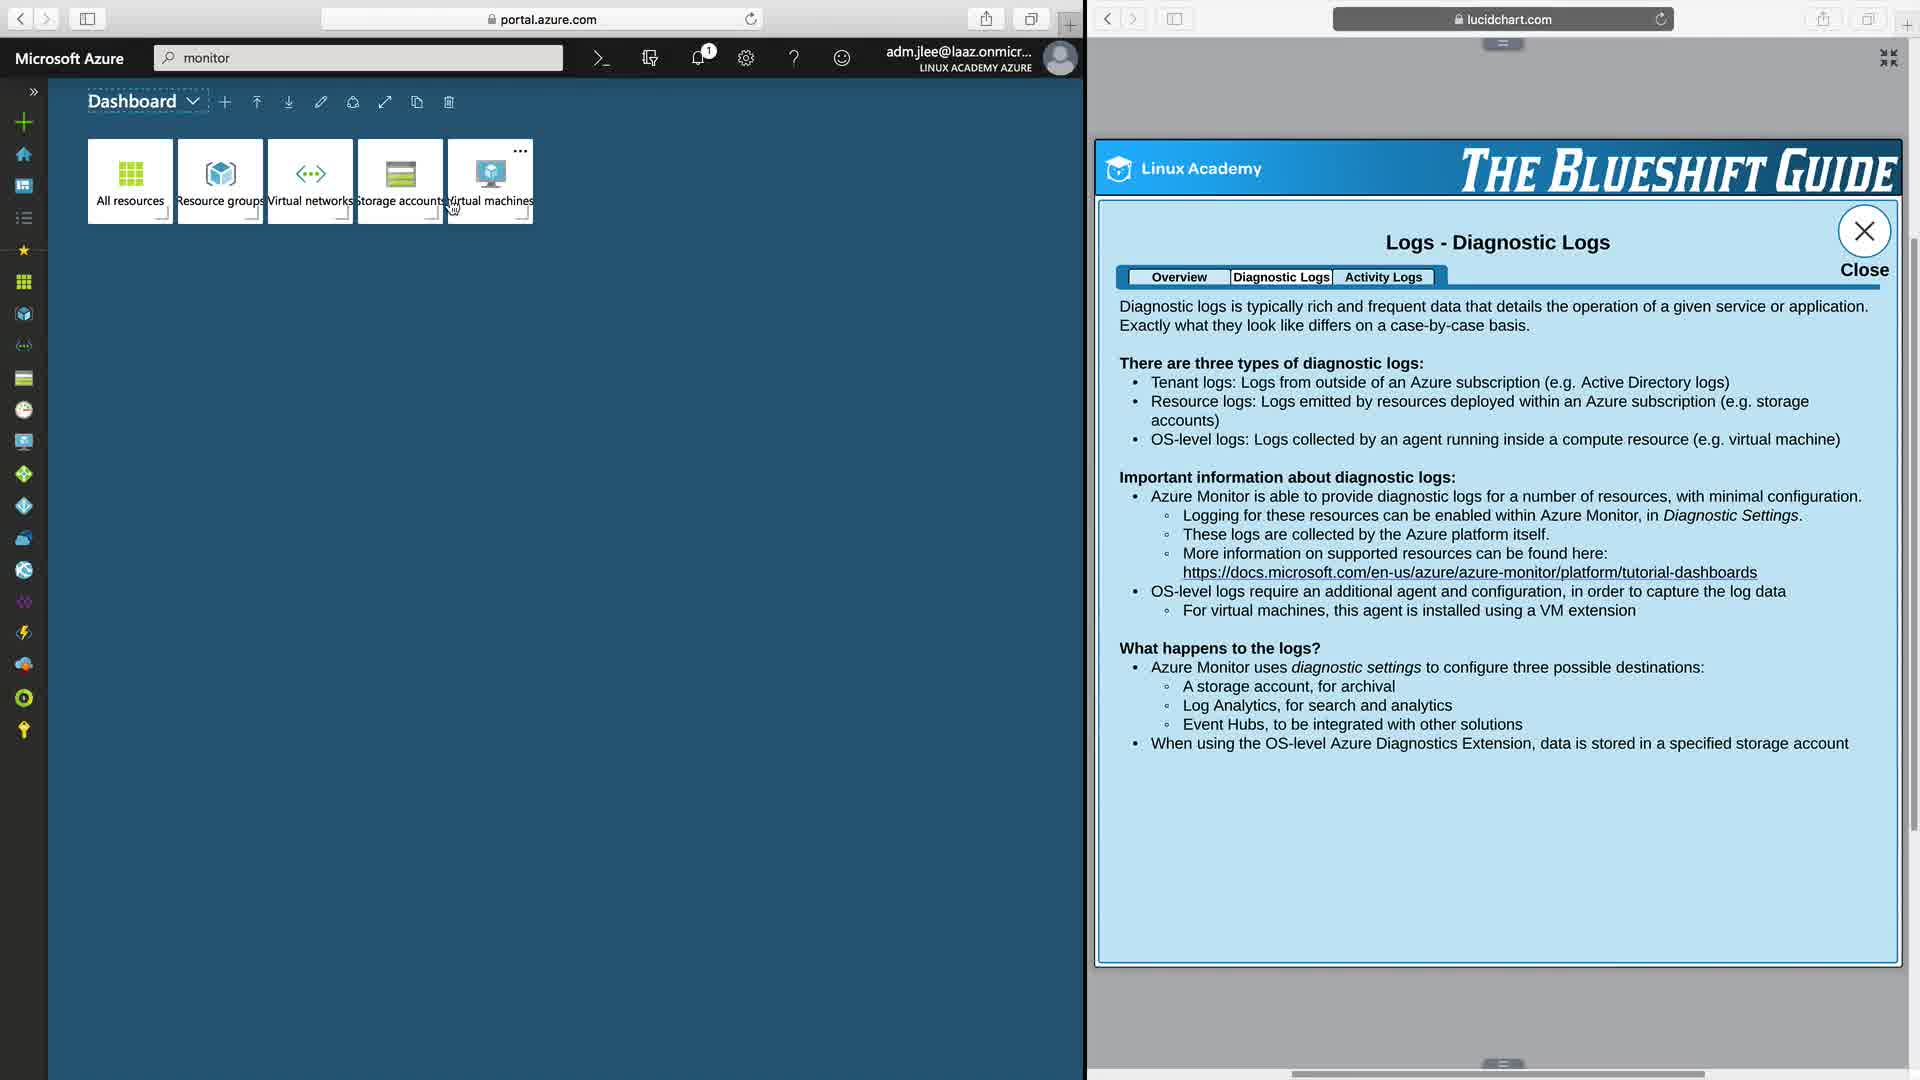 portal.azure.com
Microsoft Azure
monitor
1
adm.jlee@laaz.onmicr...
LINUX ACADEMY AZURE
Dashboard
All resources
Resource groups
Virtual networks
Storage accounts
Virtual machines
lucidchart.com
Linux Academy
THE BLUESHIFT GUIDE
Logs - Diagnostic Logs
Close
Overview
Diagnostic Logs
Activity Logs
Diagnostic logs is typically rich and frequent data that details the operation of a given service or application.
Exactly what they look like differs on a case-by-case basis.
There are three types of diagnostic logs:
• Tenant logs: Logs from outside of an Azure subscription (e.g. Active Directory logs)
• Resource logs: Logs emitted by resources deployed within an Azure subscription (e.g. storage
accounts)
• OS-level logs: Logs collected by an agent running inside a compute resource (e.g. virtual machine)
Important information about diagnostic logs:
• Azure Monitor is able to provide diagnostic logs for a number of resources, with minimal configuration.
◦ Logging for these resources can be enabled within Azure Monitor, in Diagnostic Settings.
◦ These logs are collected by the Azure platform itself.
◦ More information on supported resources can be found here:
https://docs.microsoft.com/en-us/azure/azure-monitor/platform/tutorial-dashboards
• OS-level logs require an additional agent and configuration, in order to capture the log data
◦ For virtual machines, this agent is installed using a VM extension
What happens to the logs?
• Azure Monitor uses diagnostic settings to configure three possible destinations:
◦ A storage account, for archival
◦ Log Analytics, for search and analytics
◦ Event Hubs, to be integrated with other solutions
• When using the OS-level Azure Diagnostics Extension, data is stored in a specified storage account